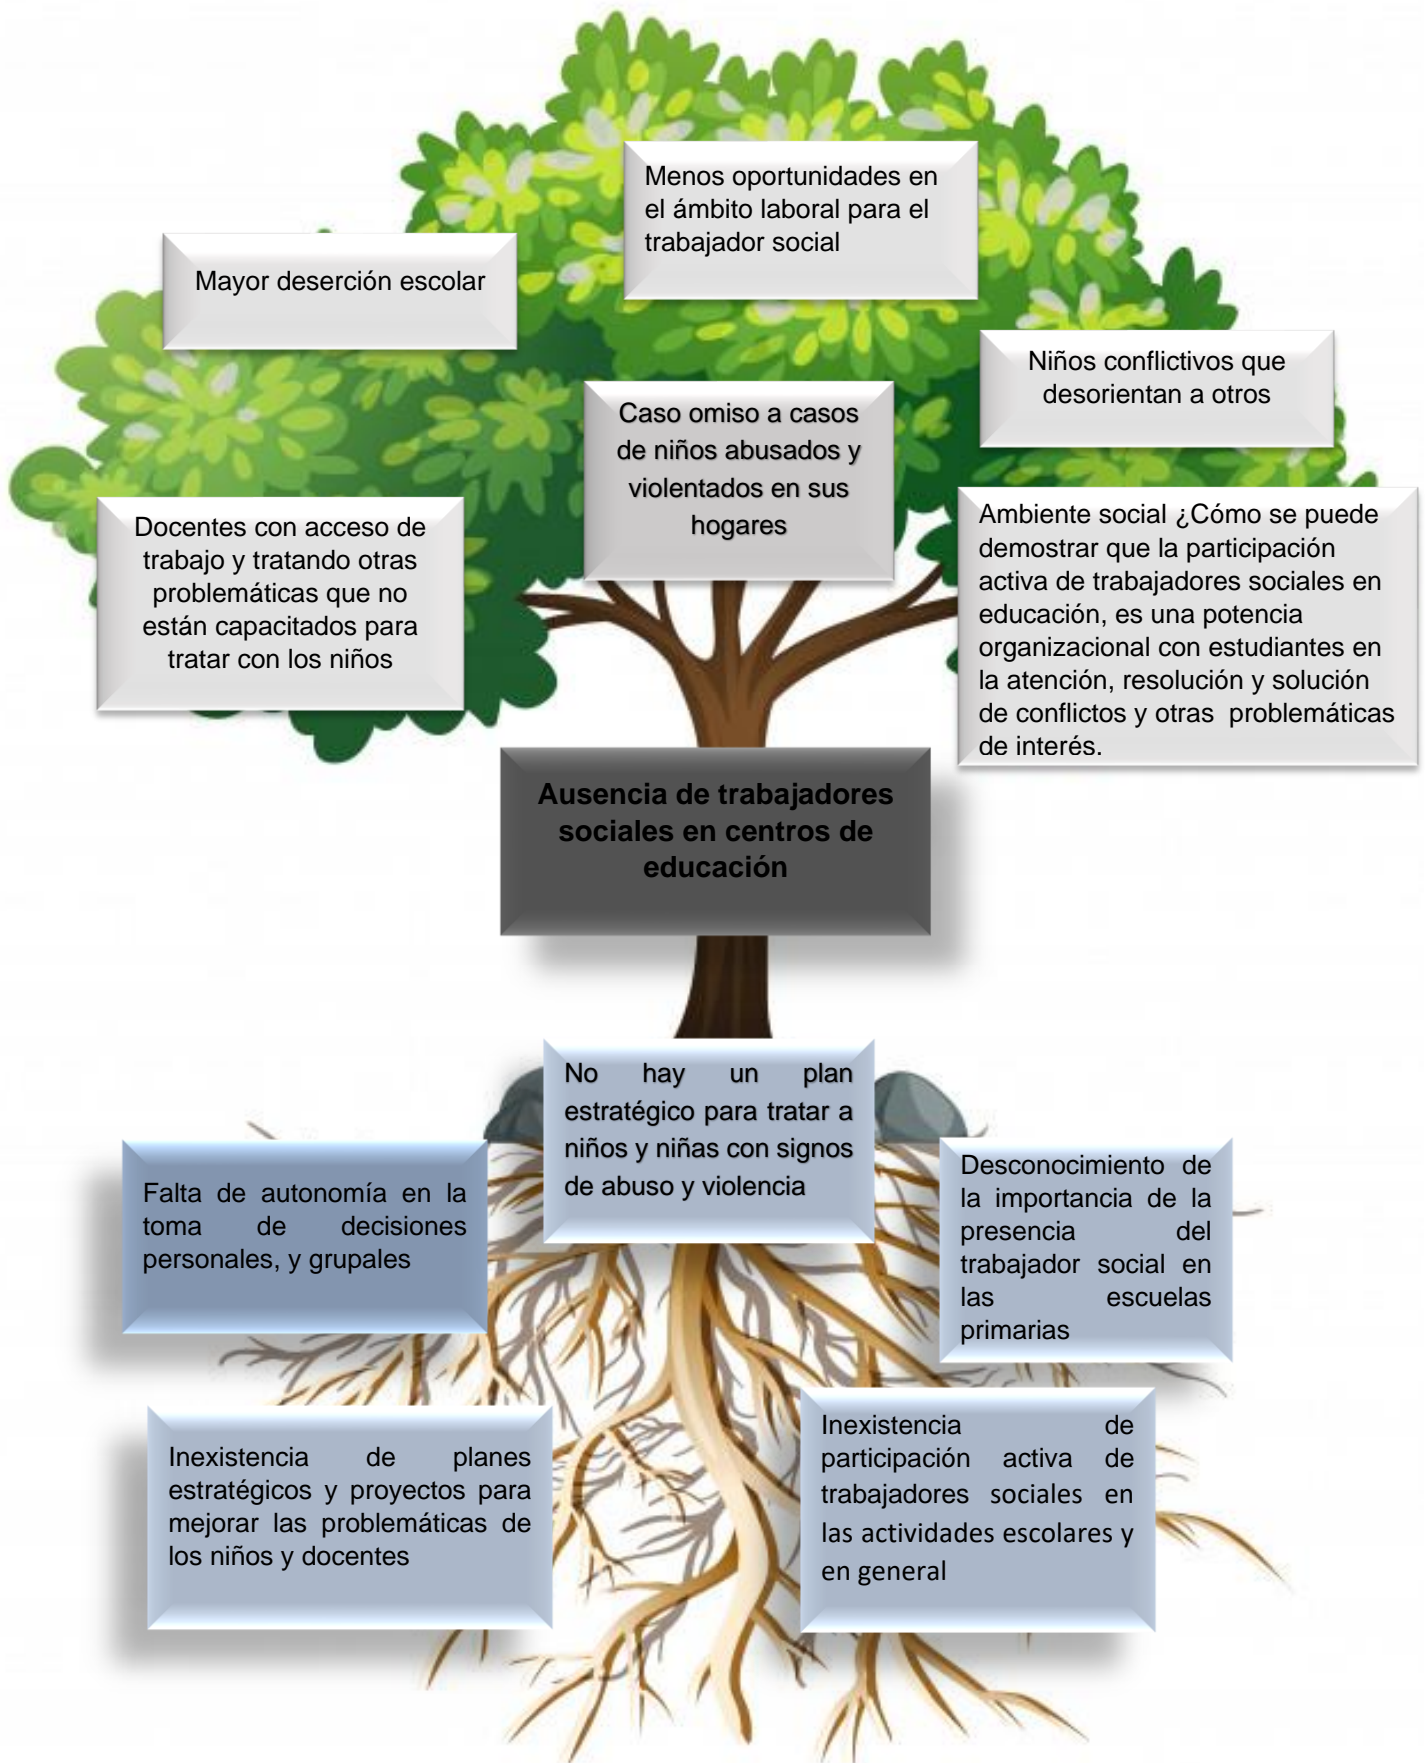 Menos oportunidades en
el ámbito laboral para el
trabajador social
Mayor deserción escolar
Niños conflictivos que
desorientan a otros
Caso omiso a casos
de niños abusados y
violentados en sus
hogares
Docentes con acceso de
trabajo y tratando otras
problemáticas que no
están capacitados para
tratar con los niños
Ambiente social ¿Cómo se puede
demostrar que la participación
activa de trabajadores sociales en
educación, es una potencia
organizacional con estudiantes en
la atención, resolución y solución
de conflictos y otras problemáticas
de interés.
Ausencia de trabajadores
sociales en centros de
educación
No hay un plan
estratégico para tratar a
niños y niñas con signos
de abuso y violencia
Falta de autonomía en la
toma de decisiones
personales, y grupales
Desconocimiento de
la importancia de la
presencia del
trabajador social en
las escuelas
primarias
Inexistencia de planes
estratégicos y proyectos para
mejorar las problemáticas de
los niños y docentes
Inexistencia de
participación activa de
trabajadores sociales en
las actividades escolares y
en general